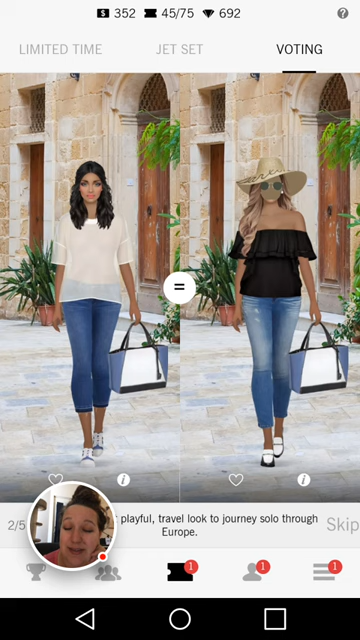 $ 352 45/75 692 ?
LIMITED TIME JET SET VOTING
=
i i
2/5 playful, travel look to journey solo through Skip
Europe.
1 1 1